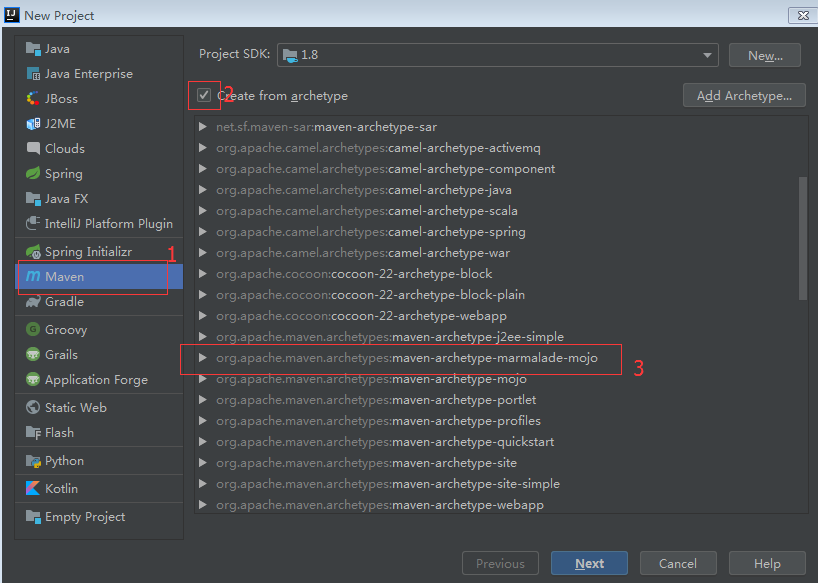 New Project
Java
Java Enterprise
JBoss
J2ME
Clouds
Spring
Java FX
IntelliJ Platform Plugin
Spring Initializr
1
Maven
Gradle
Groovy
Grails
Application Forge
Static Web
Flash
Python
Kotlin
Empty Project
Project SDK: 1.8 New...
2
Create from archetype Add Archetype...
net.sf.maven-sar:maven-archetype-sar
org.apache.camel.archetypes:camel-archetype-activemq
org.apache.camel.archetypes:camel-archetype-component
org.apache.camel.archetypes:camel-archetype-java
org.apache.camel.archetypes:camel-archetype-scala
org.apache.camel.archetypes:camel-archetype-spring
org.apache.camel.archetypes:camel-archetype-war
org.apache.cocoon:cocoon-22-archetype-block
org.apache.cocoon:cocoon-22-archetype-block-plain
org.apache.cocoon:cocoon-22-archetype-webapp
org.apache.maven.archetypes:maven-archetype-j2ee-simple
org.apache.maven.archetypes:maven-archetype-marmalade-mojo
3
org.apache.maven.archetypes:maven-archetype-mojo
org.apache.maven.archetypes:maven-archetype-portlet
org.apache.maven.archetypes:maven-archetype-profiles
org.apache.maven.archetypes:maven-archetype-quickstart
org.apache.maven.archetypes:maven-archetype-site
org.apache.maven.archetypes:maven-archetype-site-simple
org.apache.maven.archetypes:maven-archetype-webapp
Previous Next Cancel Help